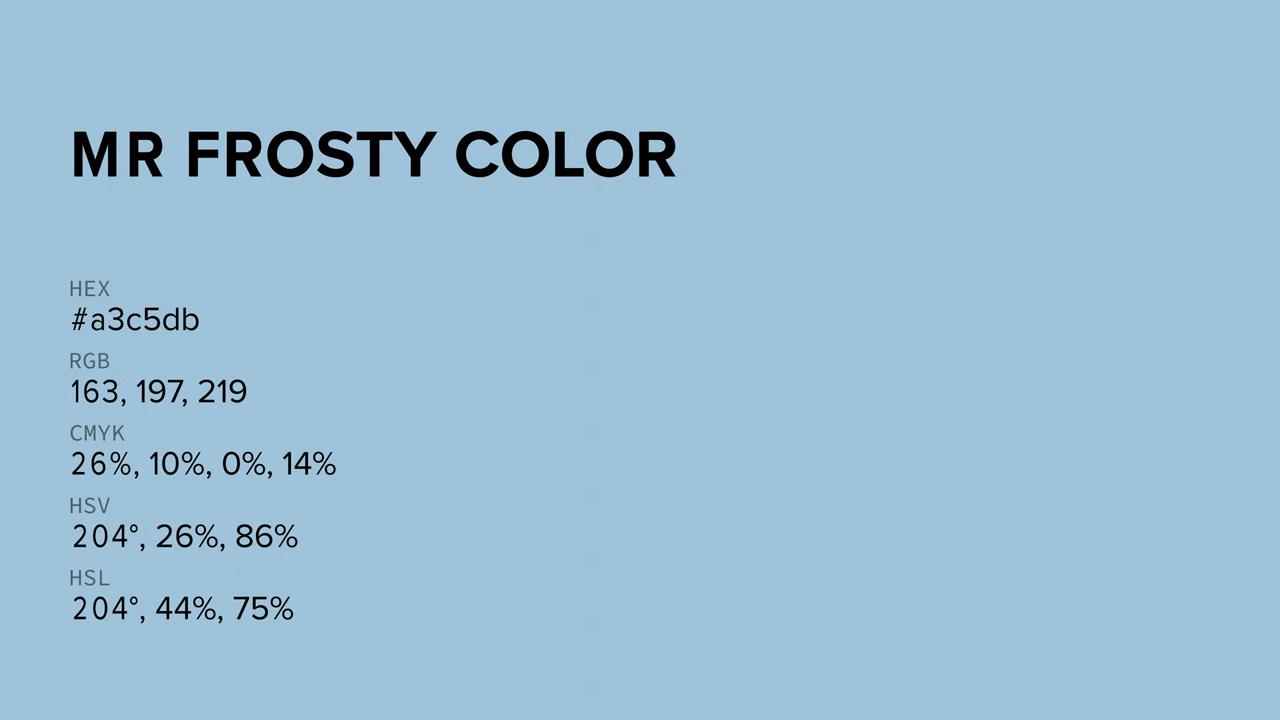 MR FROSTY COLOR
HEX
#a3c5db
RGB
163, 197, 219
CMYK
26%, 10%, 0%, 14%
HSV
204°, 26%, 86%
HSL
204°, 44%, 75%